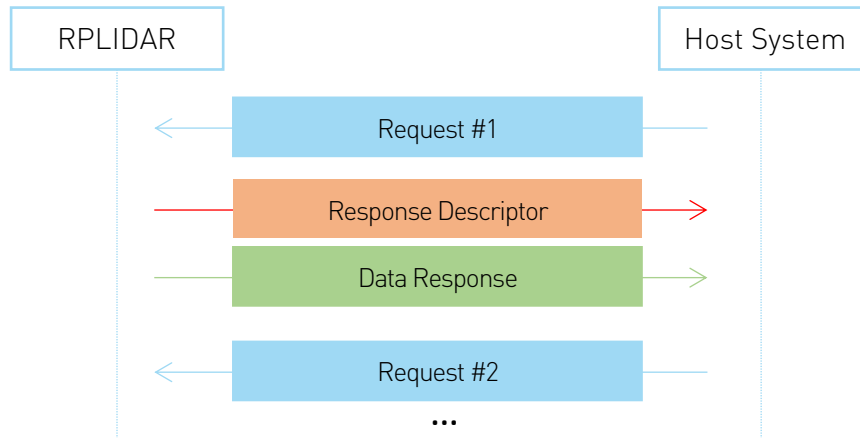 RPLIDAR
Host System
Request #1
Response Descriptor
Data Response
Request #2
...